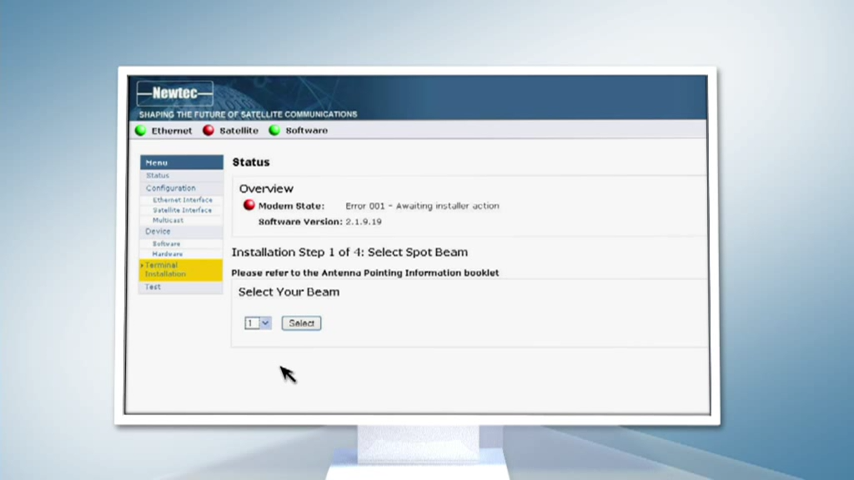 Newtec
SHAPING THE FUTURE OF SATELLITE COMMUNICATIONS
Ethernet Satellite Software
Menu
Status
Configuration
Ethernet Interface
Satellite Interface
Multicast
Device
Software
Hardware
Terminal
Installation
Test
Status
Overview
Modem State: Error 001 - Awaiting installer action
Software Version: 2.1.9.19
Installation Step 1 of 4: Select Spot Beam
Please refer to the Antenna Pointing Information booklet
Select Your Beam
1 Select